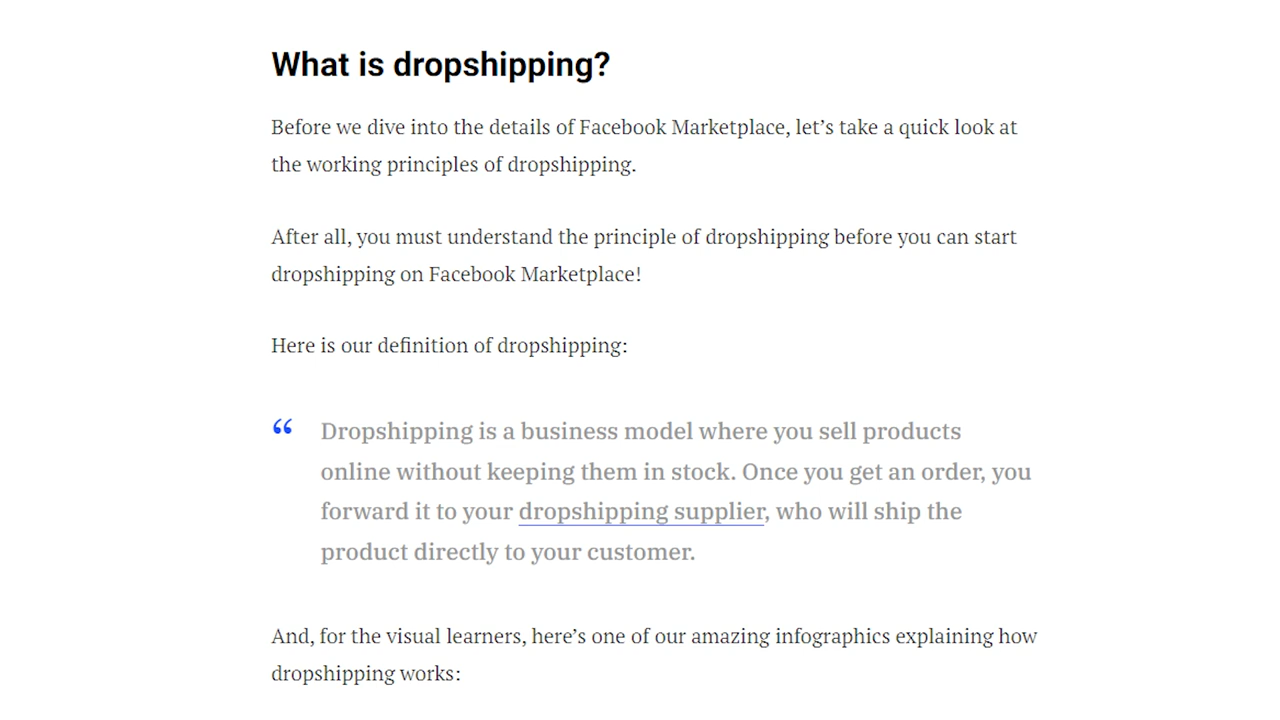 What is dropshipping?
Before we dive into the details of Facebook Marketplace, let’s take a quick look at
the working principles of dropshipping.
After all, you must understand the principle of dropshipping before you can start
dropshipping on Facebook Marketplace!
Here is our definition of dropshipping:
“ Dropshipping is a business model where you sell products
online without keeping them in stock. Once you get an order, you
forward it to your dropshipping supplier, who will ship the
product directly to your customer.
And, for the visual learners, here’s one of our amazing infographics explaining how
dropshipping works: